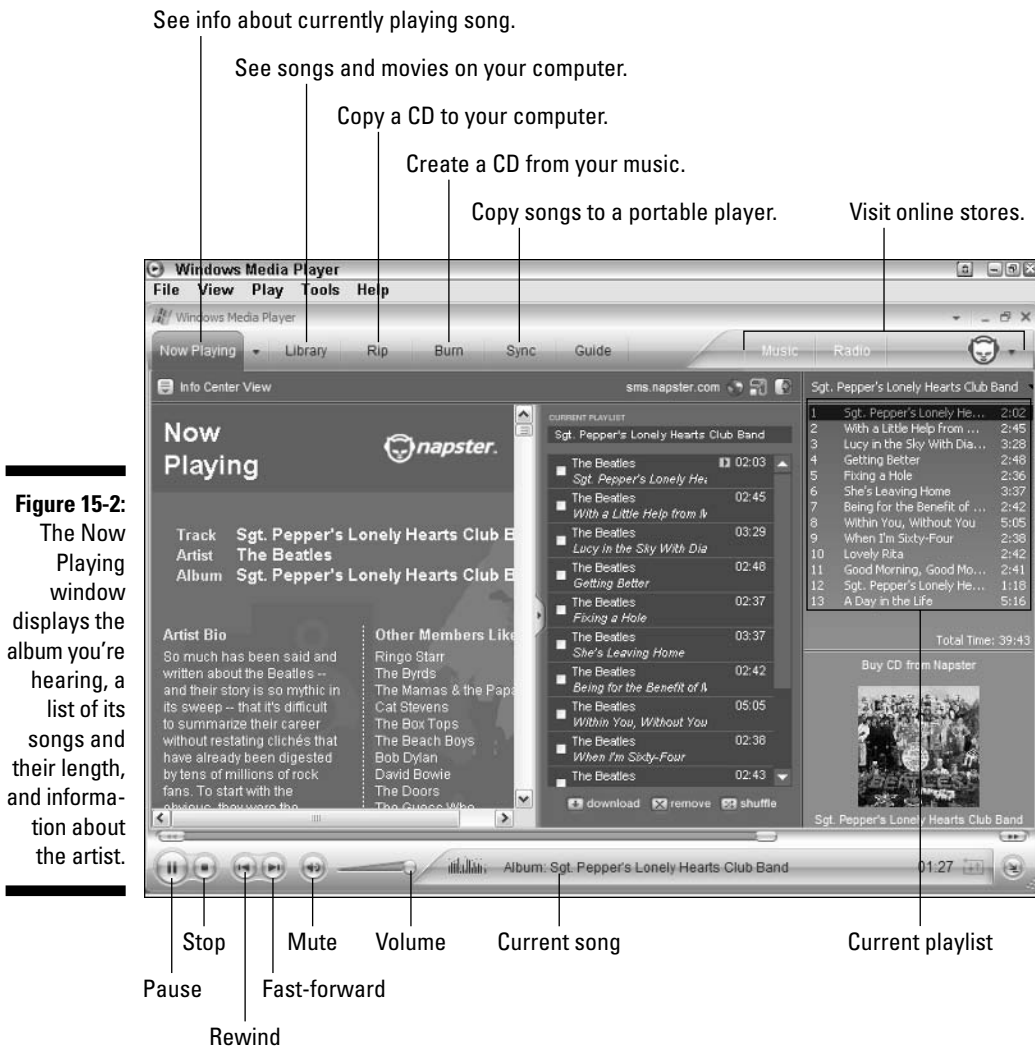 See info about currently playing song.
See songs and movies on your computer.
Copy a CD to your computer.
Create a CD from your music.
Copy songs to a portable player.
Visit online stores.
Windows Media Player
File View Play Tools Help
Windows Media Player
Now Playing Library Rip Burn Sync Guide Music Radio
Info Center View sms.napster.com Sgt. Pepper's Lonely Hearts Club Band
Now
Playing
napster.
Track Sgt. Pepper's Lonely Hearts Club B
Artist The Beatles
Album Sgt. Pepper's Lonely Hearts Club B
Artist Bio
So much has been said and
written about the Beatles --
and their story is so mythic in
its sweep -- that it's difficult
to summarize their career
without restating clichés that
have already been digested
by tens of millions of rock
fans. To start with the
obvious, they were the
Other Members Like
Ringo Starr
The Byrds
The Mamas & the Papa
Cat Stevens
The Box Tops
The Beach Boys
Bob Dylan
David Bowie
The Doors
The Guess Who
CURRENT PLAYLIST
Sgt. Pepper's Lonely Hearts Club Band
The Beatles 02:03
Sgt. Pepper's Lonely Hea
The Beatles 02:45
With a Little Help from M
The Beatles 03:29
Lucy in the Sky With Dia
The Beatles 02:48
Getting Better
The Beatles 02:37
Fixing a Hole
The Beatles 03:37
She's Leaving Home
The Beatles 02:42
Being for the Benefit of M
The Beatles 05:05
Within You, Without You
The Beatles 02:38
When I'm Sixty-Four
The Beatles 02:43
download remove shuffle
1 Sgt. Pepper's Lonely He... 2:02
2 With a Little Help from ... 2:45
3 Lucy in the Sky With Dia... 3:28
4 Getting Better 2:48
5 Fixing a Hole 2:36
6 She's Leaving Home 3:37
7 Being for the Benefit of ... 2:42
8 Within You, Without You 5:05
9 When I'm Sixty-Four 2:38
10 Lovely Rita 2:42
11 Good Morning, Good Mo... 2:41
12 Sgt. Pepper's Lonely He... 1:18
13 A Day in the Life 5:16
Total Time: 39:43
Buy CD from Napster
BEATLES
Sgt. Pepper's Lonely Hearts Club Band
Album: Sgt. Pepper's Lonely Hearts Club Band 01:27
Stop Mute Volume Current song Current playlist
Pause Fast-forward
Rewind
Figure 15-2:
The Now
Playing
window
displays the
album you're
hearing, a
list of its
songs and
their length,
and informa-
tion about
the artist.